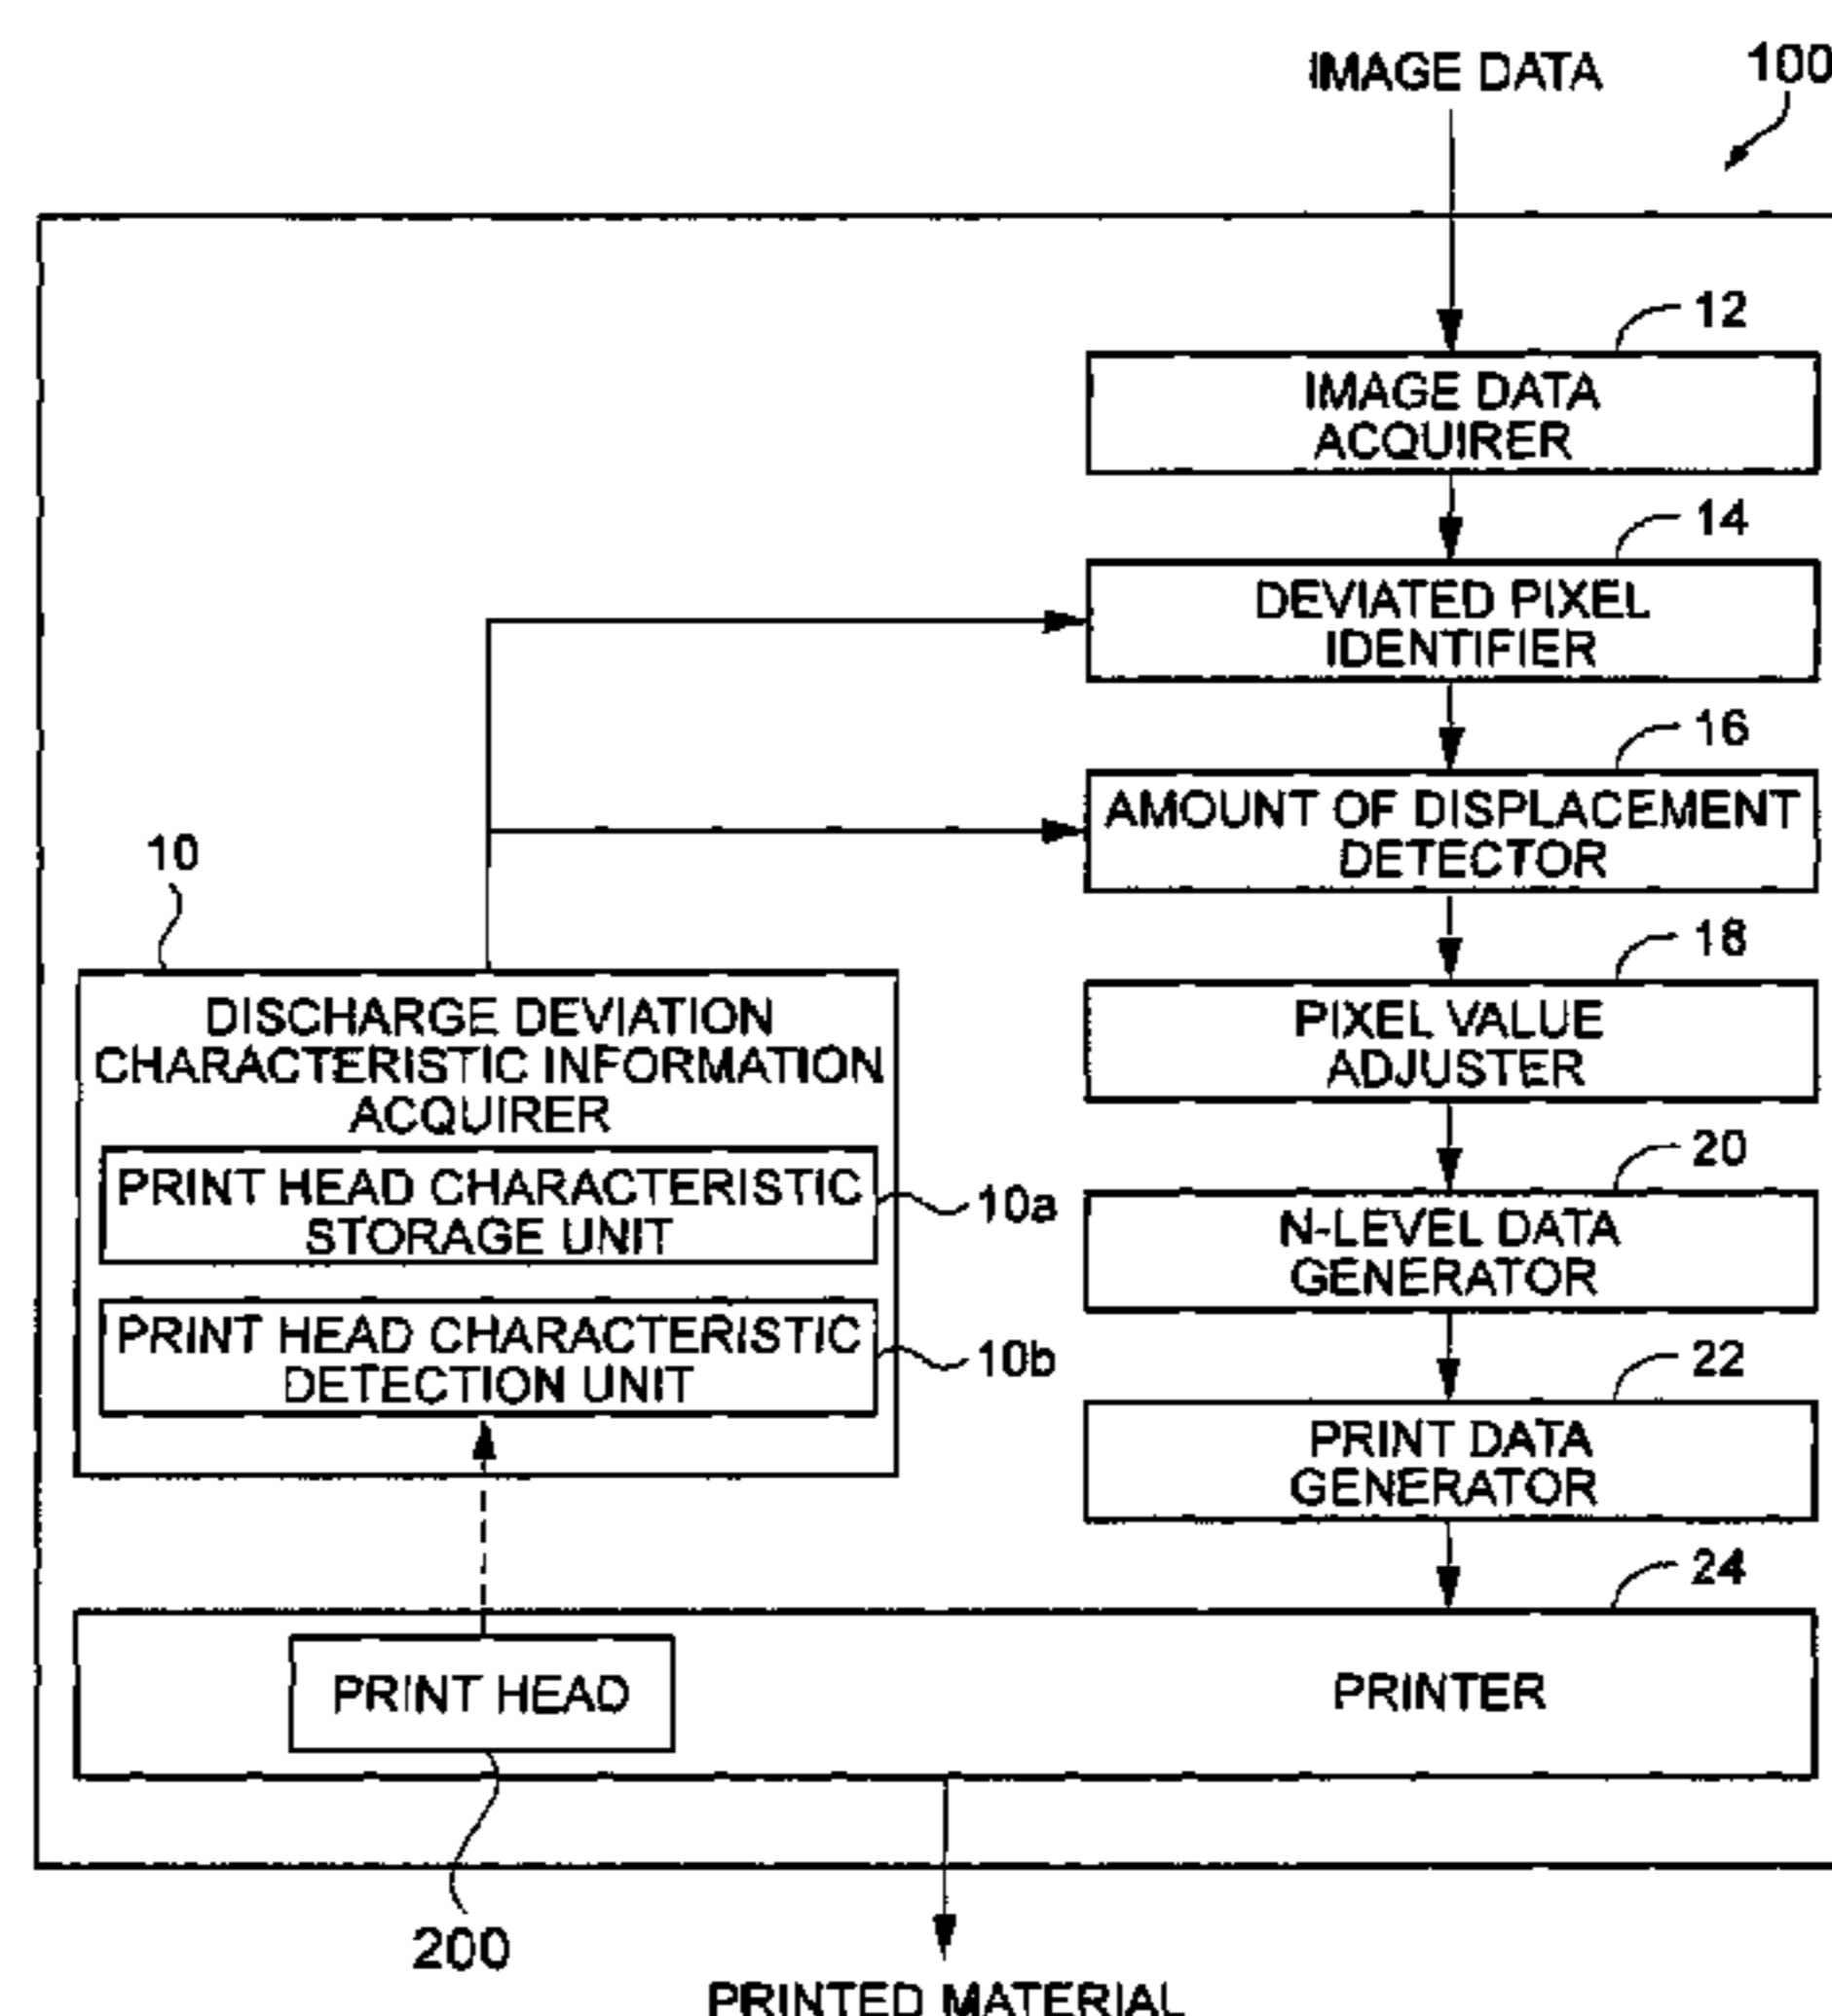 IMAGE DATA
100
12
IMAGE DATA
ACQUIRER
14
DEVIATED PIXEL
IDENTIFIER
16
AMOUNT OF DISPLACEMENT
DETECTOR
10
18
DISCHARGE DEVIATION
CHARACTERISTIC INFORMATION
ACQUIRER
PIXEL VALUE
ADJUSTER
PRINT HEAD CHARACTERISTIC
STORAGE UNIT
10a
20
N-LEVEL DATA
GENERATOR
PRINT HEAD CHARACTERISTIC
DETECTION UNIT
10b
22
PRINT DATA
GENERATOR
24
PRINT HEAD
PRINTER
200
PRINTED MATERIAL